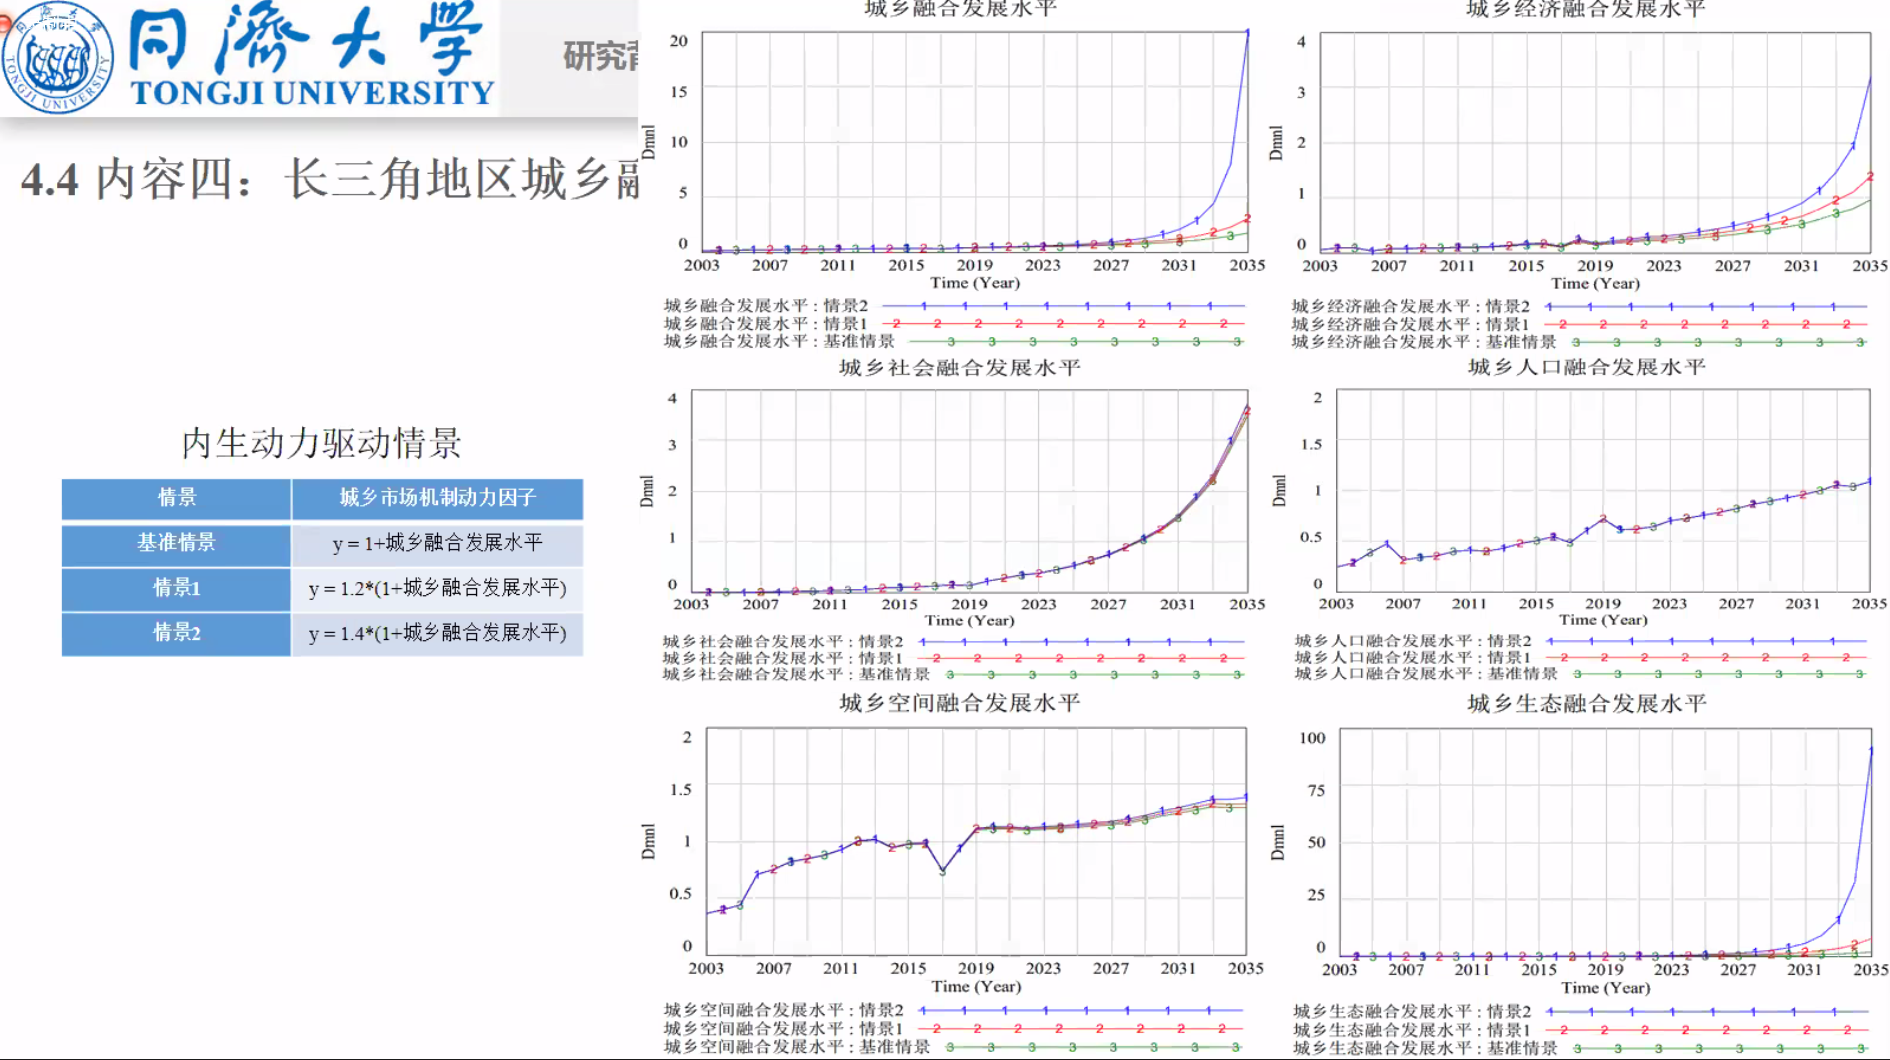 同濟大学
TONGJI UNIVERSITY
TONGJI UNIVERSITY
研究背
4.4 内容四：长三角地区城乡融
内生动力驱动情景
情景 城乡市场机制动力因子
基准情景 y = 1+城乡融合发展水平
情景1 y = 1.2*(1+城乡融合发展水平)
情景2 y = 1.4*(1+城乡融合发展水平)
城乡融合发展水平
20
15
10
5
0
Dmnl
2003 2007 2011 2015 2019 2023 2027 2031 2035
Time (Year)
城乡融合发展水平 : 情景2
城乡融合发展水平 : 情景1
城乡融合发展水平 : 基准情景
城乡经济融合发展水平
4
3
2
1
0
Dmnl
2003 2007 2011 2015 2019 2023 2027 2031 2035
Time (Year)
城乡经济融合发展水平 : 情景2
城乡经济融合发展水平 : 情景1
城乡经济融合发展水平 : 基准情景
城乡社会融合发展水平
4
3
2
1
0
Dmnl
2003 2007 2011 2015 2019 2023 2027 2031 2035
Time (Year)
城乡社会融合发展水平 : 情景2
城乡社会融合发展水平 : 情景1
城乡社会融合发展水平 : 基准情景
城乡人口融合发展水平
2
1.5
1
0.5
0
Dmnl
2003 2007 2011 2015 2019 2023 2027 2031 2035
Time (Year)
城乡人口融合发展水平 : 情景2
城乡人口融合发展水平 : 情景1
城乡人口融合发展水平 : 基准情景
城乡空间融合发展水平
2
1.5
1
0.5
0
Dmnl
2003 2007 2011 2015 2019 2023 2027 2031 2035
Time (Year)
城乡空间融合发展水平 : 情景2
城乡空间融合发展水平 : 情景1
城乡空间融合发展水平 : 基准情景
城乡生态融合发展水平
100
75
50
25
0
Dmnl
2003 2007 2011 2015 2019 2023 2027 2031 2035
Time (Year)
城乡生态融合发展水平 : 情景2
城乡生态融合发展水平 : 情景1
城乡生态融合发展水平 : 基准情景